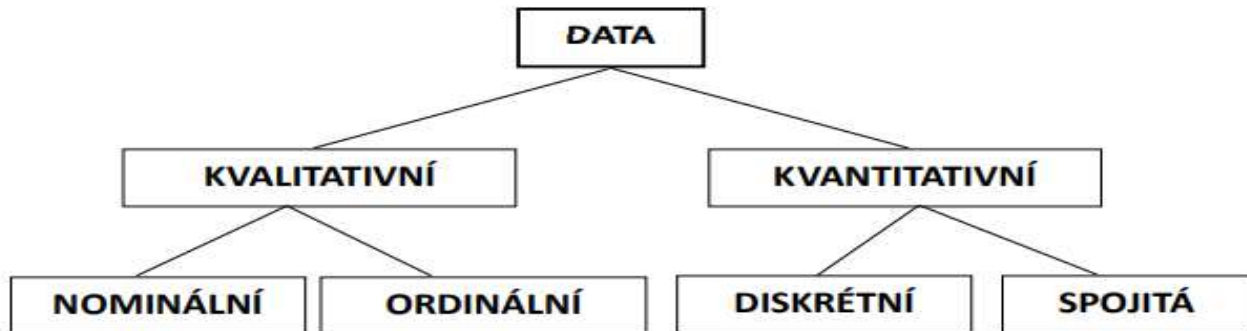 DATA
KVALITATIVNÍ
KVANTITATIVNÍ
NOMINÁLNÍ
ORDINÁLNÍ
DISKRÉTNÍ
SPOJITÁ